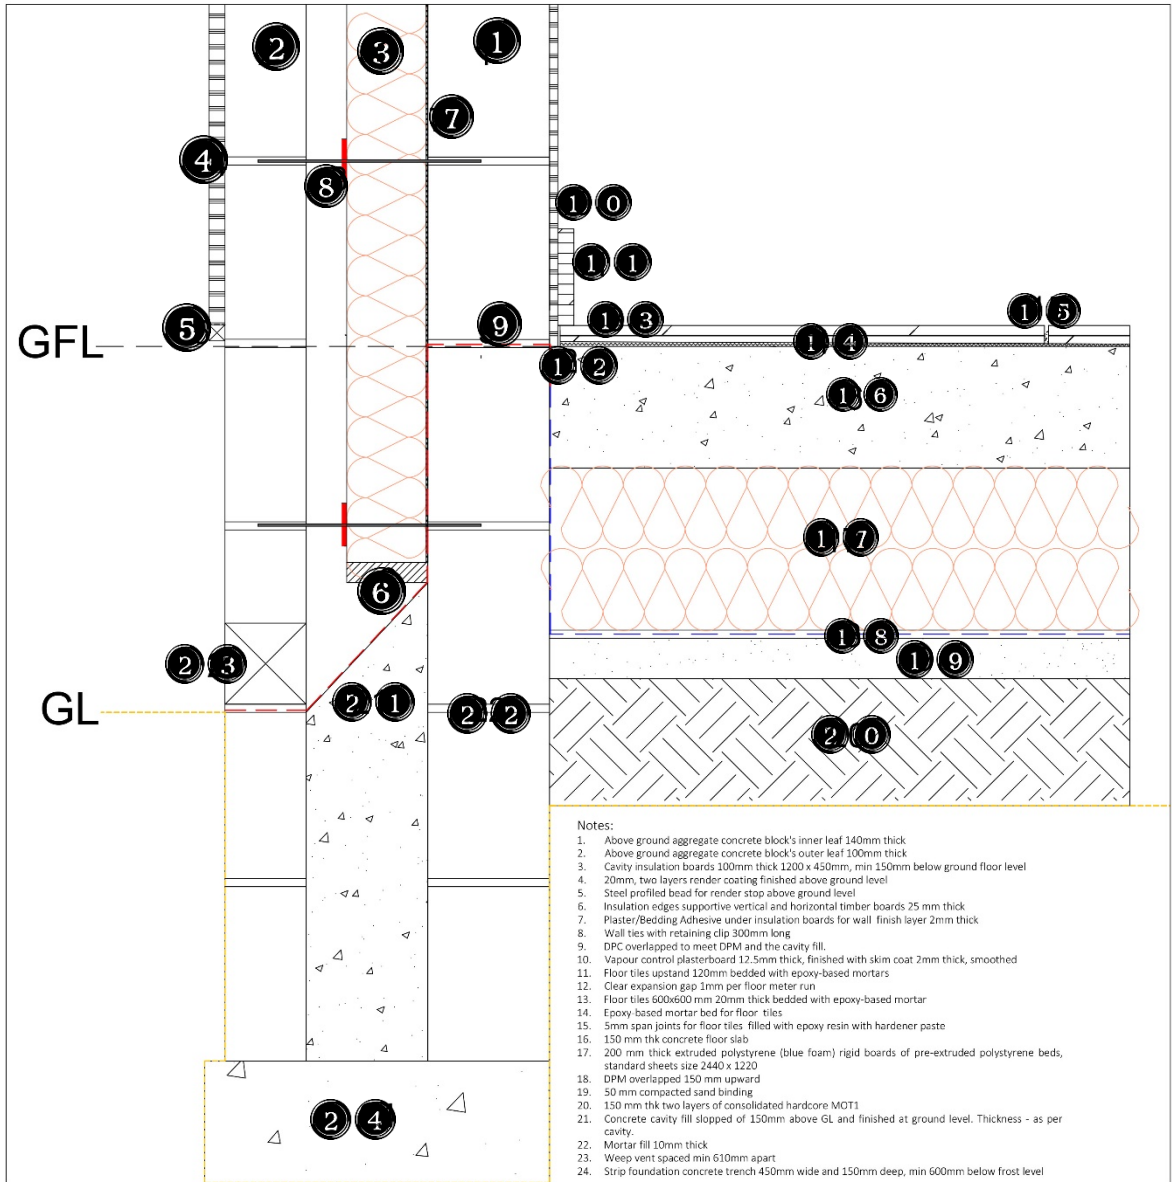 2
3
1
7
4
8
1 0
1 1
5
9
1 3
1 5
GFL
1 4
1 2
1 6
1 7
6
1 8
2 3
1 9
GL
2 1
2 2
2 0
2 4
Notes:
1. Above ground aggregate concrete block's inner leaf 140mm thick
2. Above ground aggregate concrete block's outer leaf 100mm thick
3. Cavity insulation boards 100mm thick 1200 x 450mm, min 150mm below ground floor level
4. 20mm, two layers render coating finished above ground level
5. Steel profiled bead for render stop above ground level
6. Insulation edges supportive vertical and horizontal timber boards 25 mm thick
7. Plaster/Bedding Adhesive under insulation boards for wall finish layer 2mm thick
8. Wall ties with retaining clip 300mm long
9. DPC overlapped to meet DPM and the cavity fill.
10. Vapour control plasterboard 12.5mm thick, finished with skim coat 2mm thick, smoothed
11. Floor tiles upstand 120mm bedded with epoxy-based mortars
12. Clear expansion gap 1mm per floor meter run
13. Floor tiles 600x600 mm 20mm thick bedded with epoxy-based mortar
14. Epoxy-based mortar bed for floor tiles
15. 5mm span joints for floor tiles filled with epoxy resin with hardener paste
16. 150 mm thk concrete floor slab
17. 200 mm thick extruded polystyrene (blue foam) rigid boards of pre-extruded polystyrene beds,
standard sheets size 2440 x 1220
18. DPM overlapped 150 mm upward
19. 50 mm compacted sand binding
20. 150 mm thk two layers of consolidated hardcore MOT1
21. Concrete cavity fill slopped of 150mm above GL and finished at ground level. Thickness - as per
cavity.
22. Mortar fill 10mm thick
23. Weep vent spaced min 610mm apart
24. Strip foundation concrete trench 450mm wide and 150mm deep, min 600mm below frost level